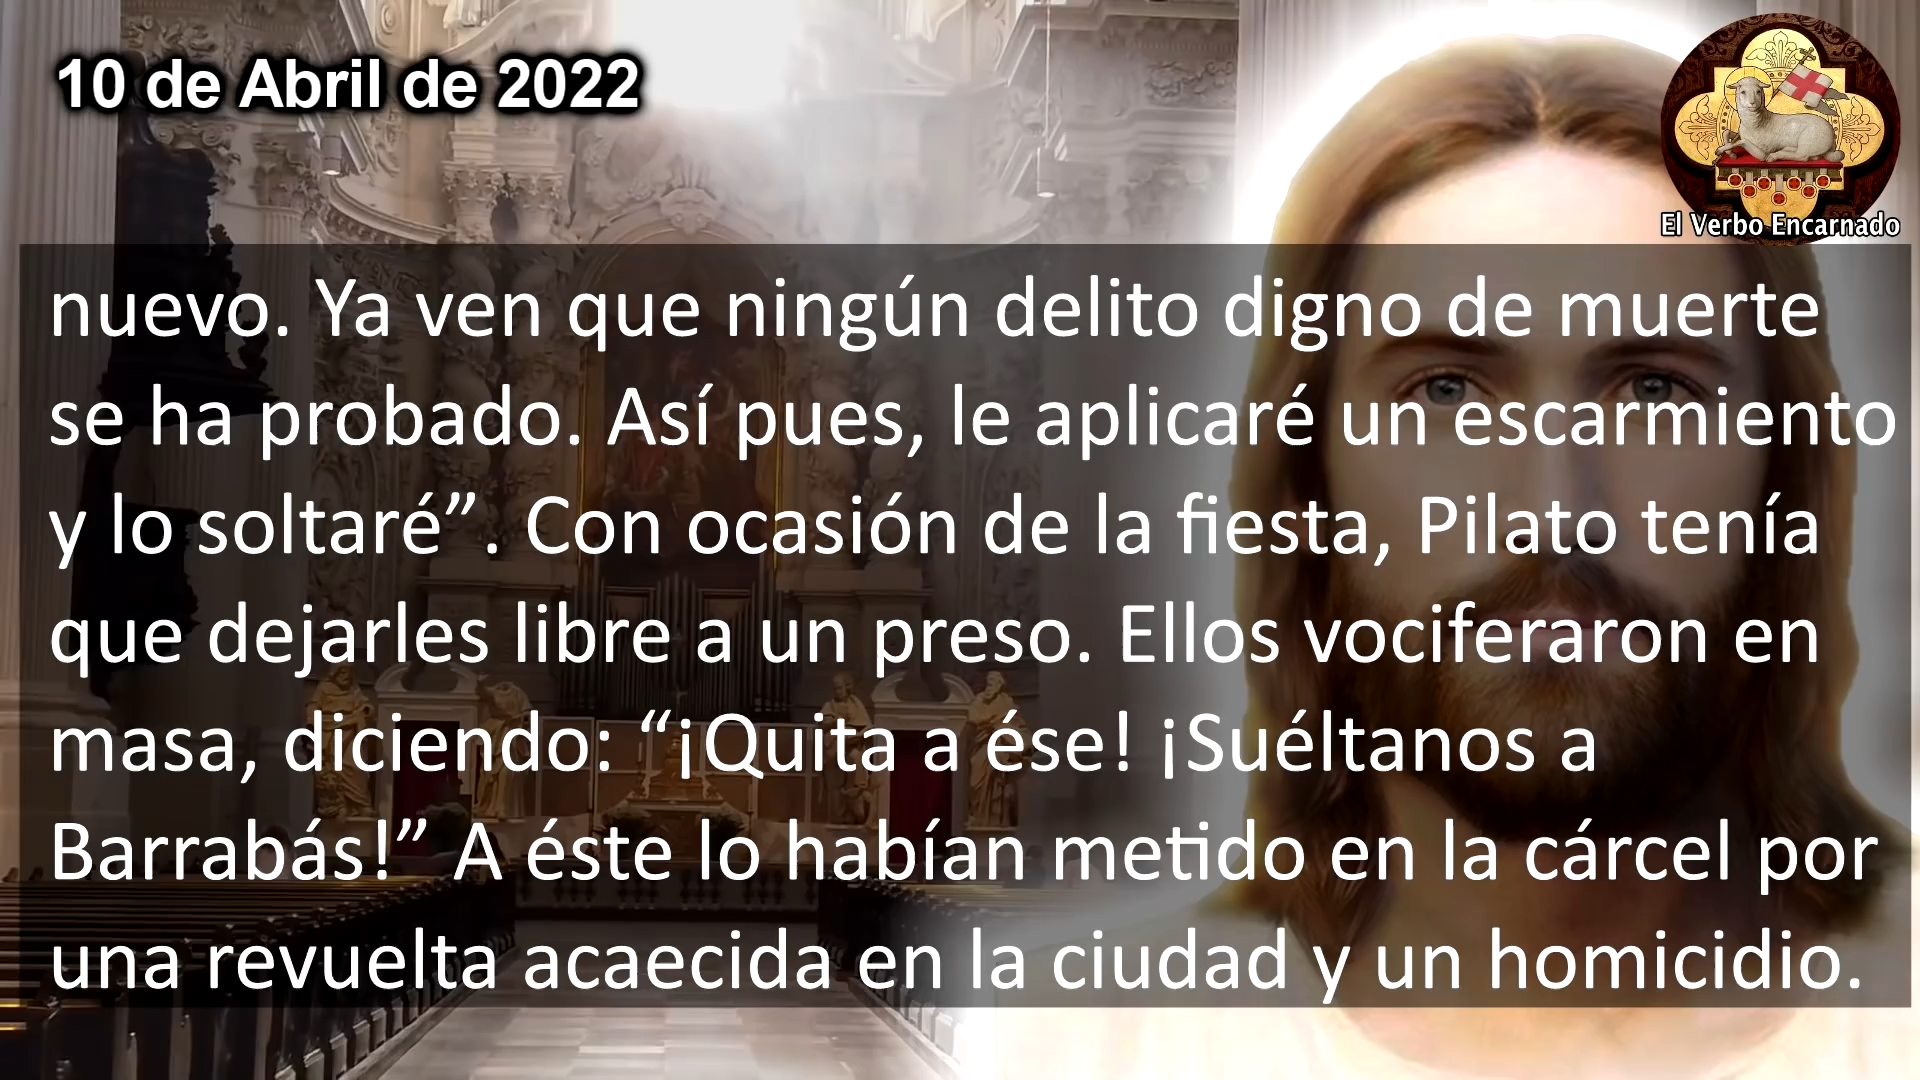 10 de Abril de 2022
El Verbo Encarnado
nuevo. Ya ven que ningún delito digno de muerte
se ha probado. Así pues, le aplicaré un escarmiento
y lo soltaré”. Con ocasión de la fiesta, Pilato tenía
que dejarles libre a un preso. Ellos vociferaron en
masa, diciendo: “¡Quita a ése! ¡Suéltanos a
Barrabás!” A éste lo habían metido en la cárcel por
una revuelta acaecida en la ciudad y un homicidio.